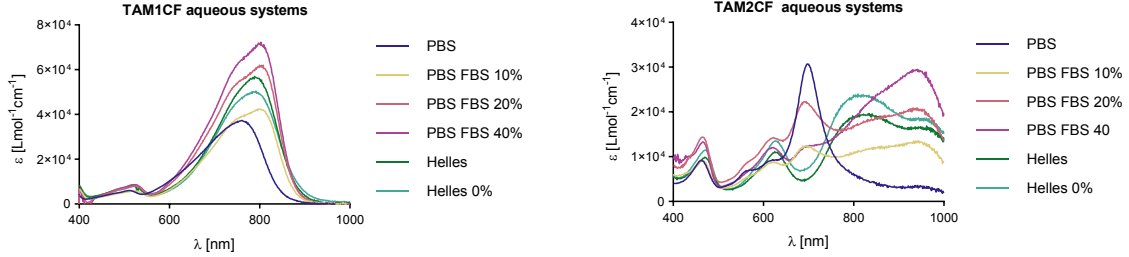 TAM1CF aqueous systems
8×10⁴
6×10⁴
4×10⁴
2×10⁴
0
ε [Lmol⁻¹cm⁻¹]
400
600
800
1000
λ [nm]
PBS
PBS FBS 10%
PBS FBS 20%
PBS FBS 40%
Helles
Helles 0%
TAM2CF aqueous systems
4×10⁴
3×10⁴
2×10⁴
1×10⁴
0
ε [Lmol⁻¹cm⁻¹]
400
600
800
1000
λ [nm]
PBS
PBS FBS 10%
PBS FBS 20%
PBS FBS 40
Helles
Helles 0%